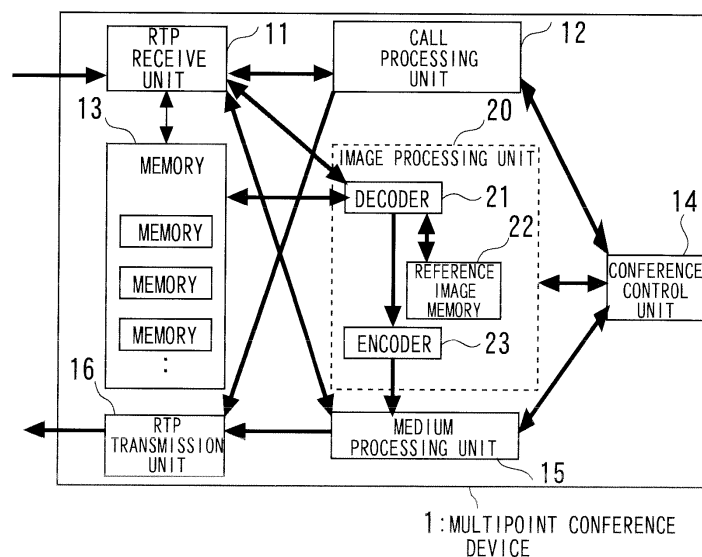 RTP
RECEIVE
UNIT
11
CALL
PROCESSING
UNIT
12
13
MEMORY
MEMORY
MEMORY
MEMORY
:
20
IMAGE PROCESSING UNIT
DECODER
21
22
REFERENCE
IMAGE
MEMORY
ENCODER
23
14
CONFERENCE
CONTROL
UNIT
16
RTP
TRANSMISSION
UNIT
MEDIUM
PROCESSING UNIT
15
1:MULTIPOINT CONFERENCE
DEVICE